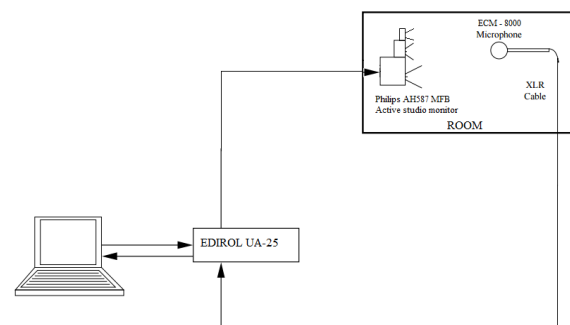 ECM - 8000
Microphone
XLR
Cable
Philips AH587 MFB
Active studio monitor
ROOM
EDIROL UA-25